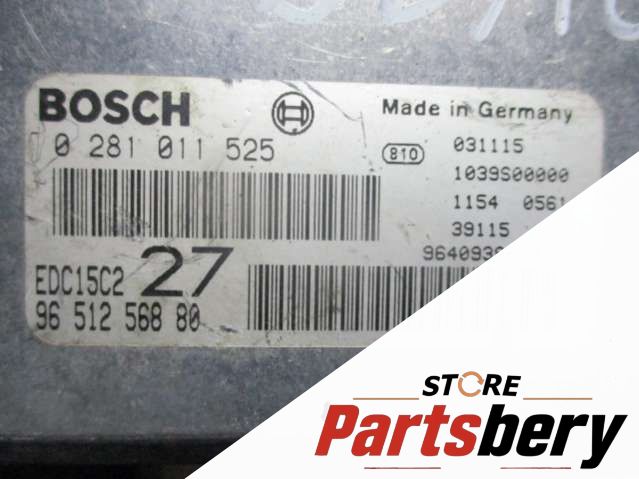 BOSCH
Made in Germany
0 281 011 525
810
031115
1039S00000
1154 0561
39115
EDC15C2 27
96 512 568 80
STORE
Partsbery